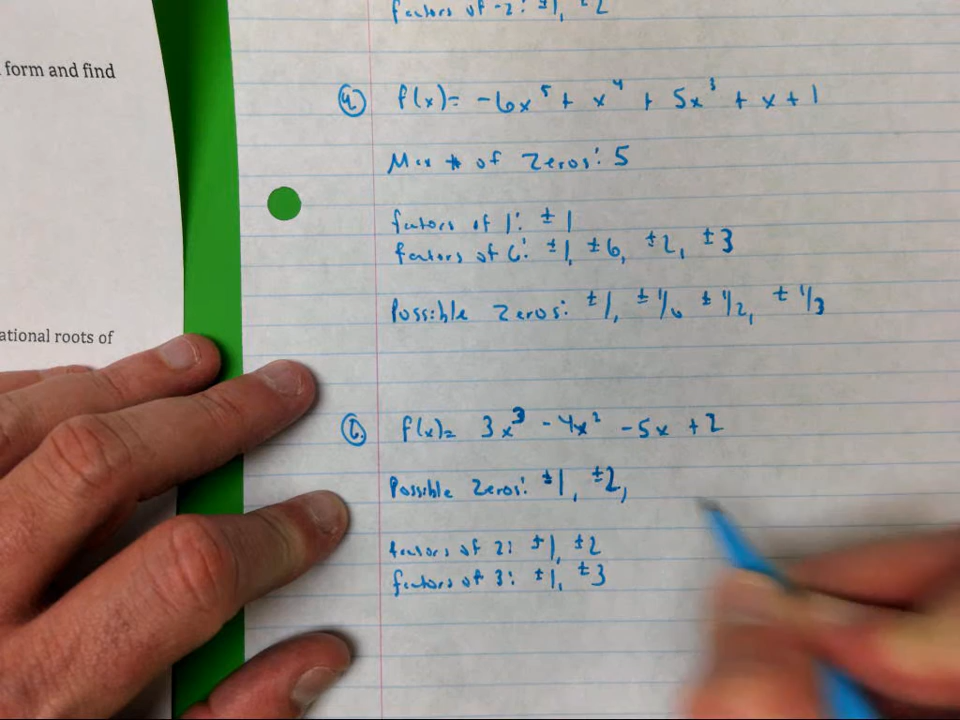 factors of -2: ±1, ±2
form and find
a. f(x)= -6x⁵ + x⁴ + 5x³ + x + 1
Max # of Zeros: 5
factors of 1: ±1
factors of 6: ±1, ±6, ±2, ±3
Possible Zeros: ±1, ±1/6 ±1/2, ±1/3
ational roots of
b. f(x)= 3x³ - 4x² - 5x + 2
Possible Zeros: ±1, ±2,
factors of 2: ±1, ±2
factors of 3: ±1, ±3